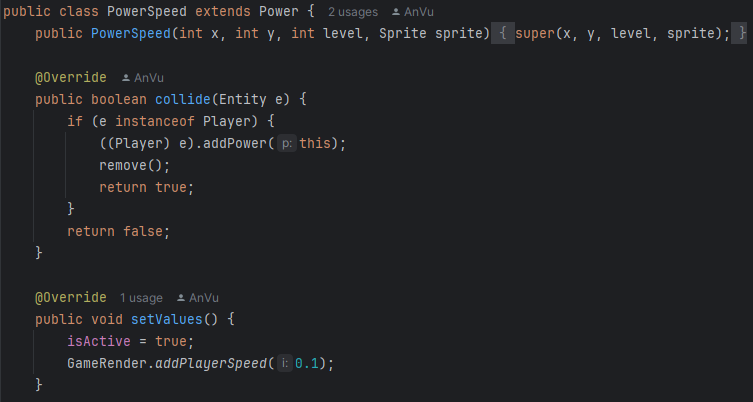 public class PowerSpeed extends Power { 2 usages AnVu
    public PowerSpeed(int x, int y, int level, Sprite sprite) { super(x, y, level, sprite); }
    @Override AnVu
    public boolean collide(Entity e) {
        if (e instanceof Player) {
            ((Player) e).addPower( p: this);
            remove();
            return true;
        }
        return false;
    }
    @Override 1 usage AnVu
    public void setValues() {
        isActive = true;
        GameRender.addPlayerSpeed( i: 0.1);
    }